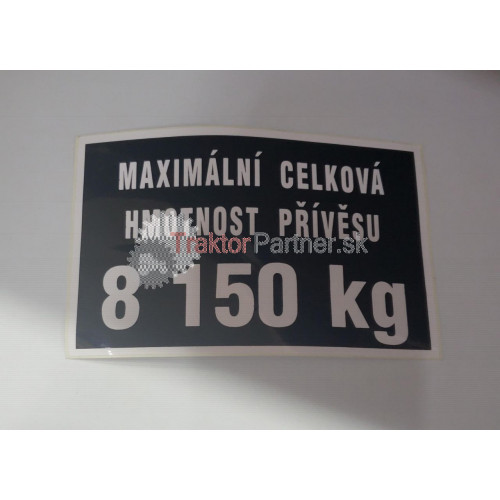 MAXIMÁLNÍ CELKOVÁ
HMOTNOST PŘÍVĚSU
TraktorPartner.sk
8 150 kg